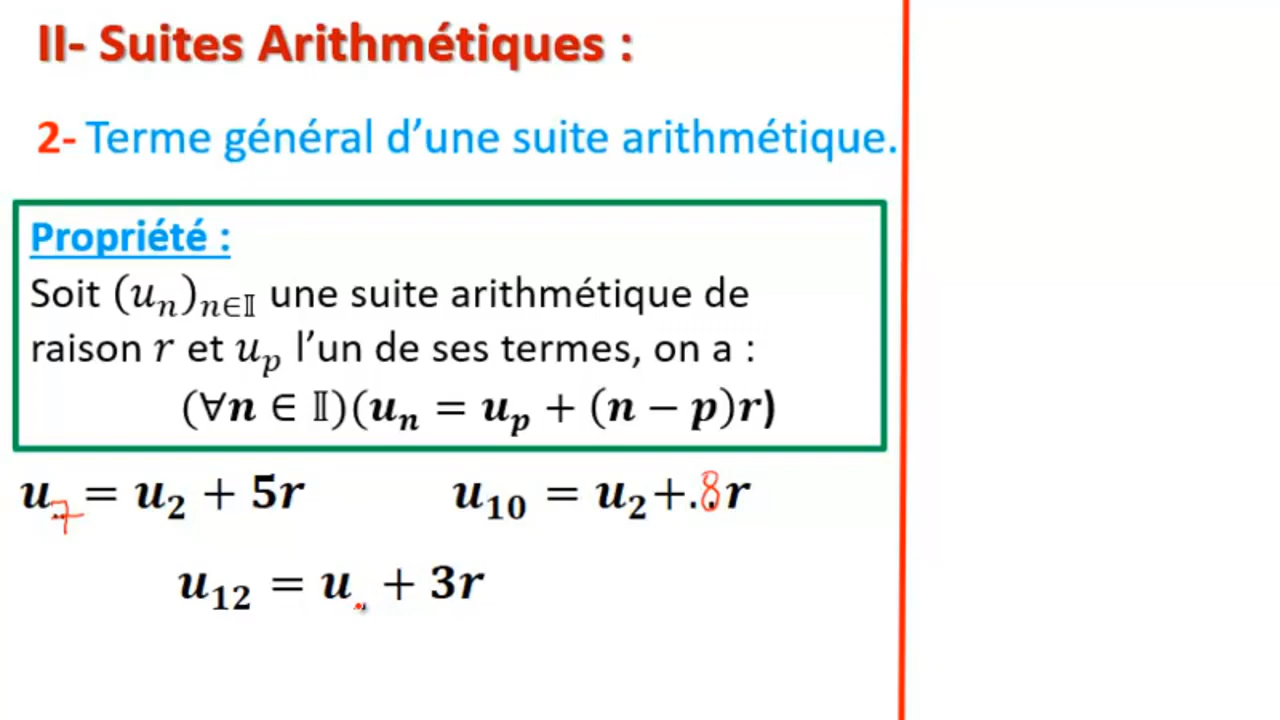 II- Suites Arithmétiques :
2- Terme général d’une suite arithmétique.
Propriété :
Soit (uₙ)ₙ∈𝕀 une suite arithmétique de
raison r et uₚ l’un de ses termes, on a :
(∀n ∈ 𝕀)(uₙ = uₚ + (n − p)r)
u₇ = u₂ + 5r u₁₀ = u₂+.8r
u₁₂ = u.. + 3r